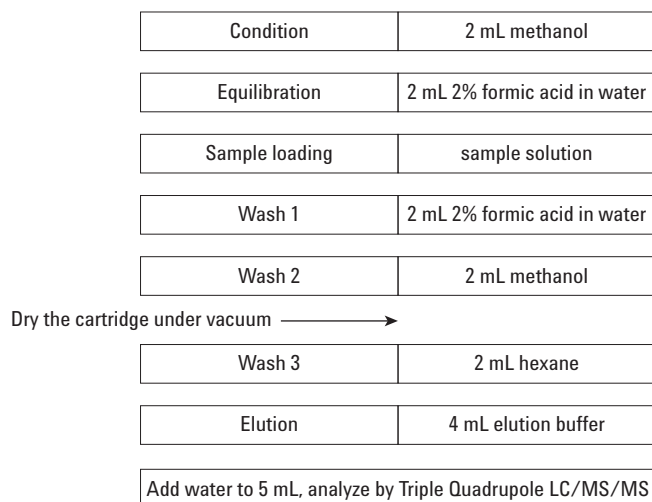 Condition 2 mL methanol
Equilibration 2 mL 2% formic acid in water
Sample loading sample solution
Wash 1 2 mL 2% formic acid in water
Wash 2 2 mL methanol
Dry the cartridge under vacuum
Wash 3 2 mL hexane
Elution 4 mL elution buffer
Add water to 5 mL, analyze by Triple Quadrupole LC/MS/MS